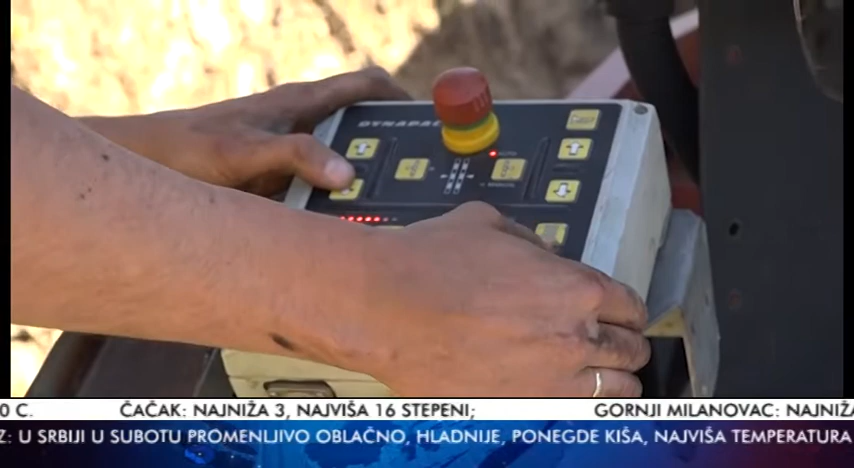 DYNAPAC
0 C. ČAČAK: NAJNIŽA 3, NAJVIŠA 16 STEPENI; GORNJI MILANOVAC: NAJNIŽA
Z: U SRBIJI U SUBOTU PROMENLJIVO OBLAČNO, HLADNIJE, PONEGDE KIŠA, NAJVIŠA TEMPERATURA